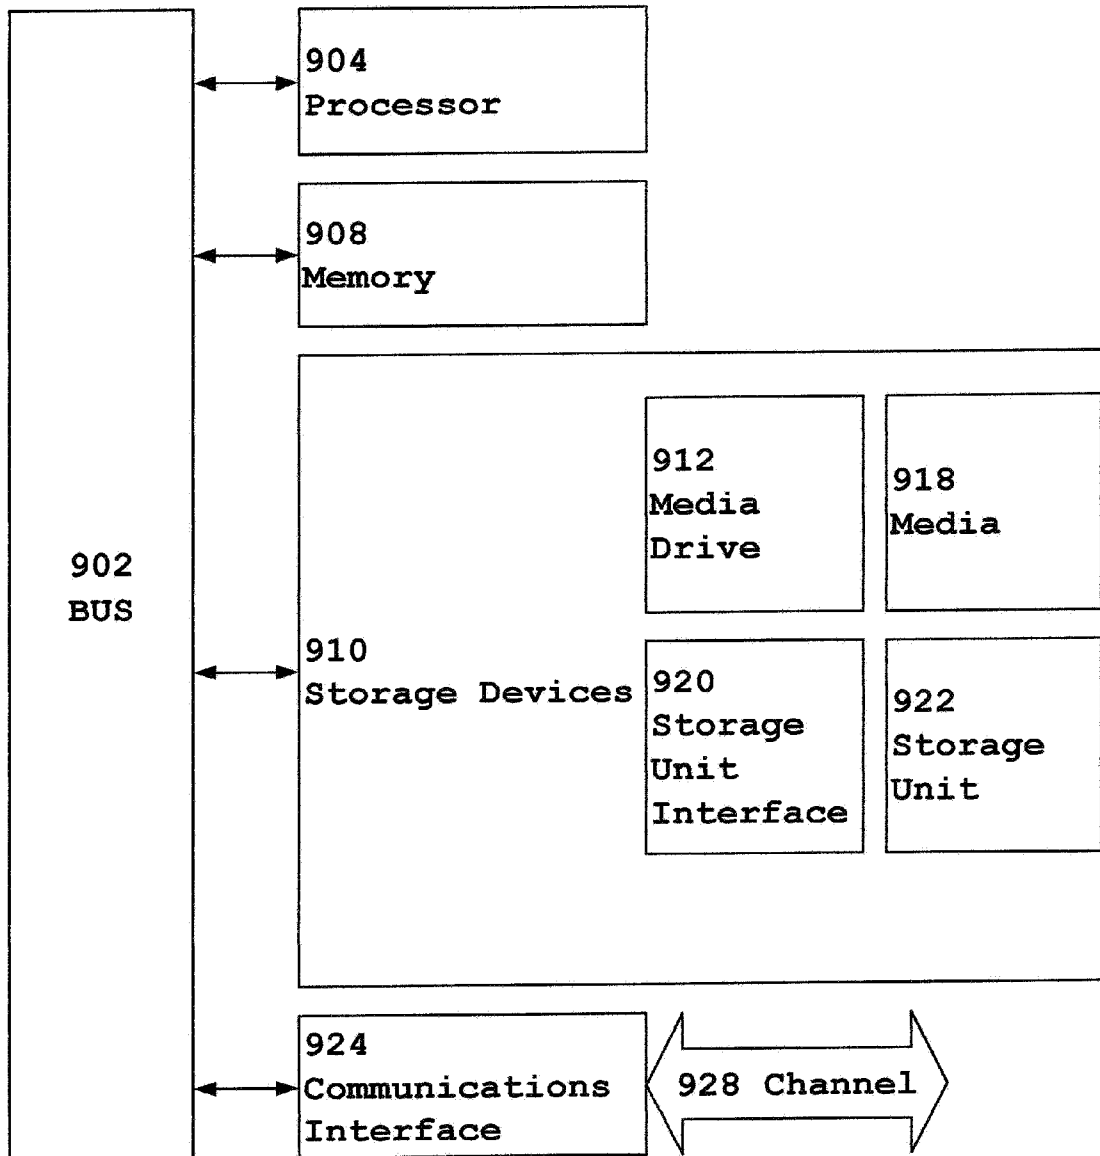 904
Processor
908
Memory
902
BUS
910
Storage Devices
912
Media
Drive
918
Media
920
Storage
Unit
Interface
922
Storage
Unit
924
Communications
Interface
928 Channel